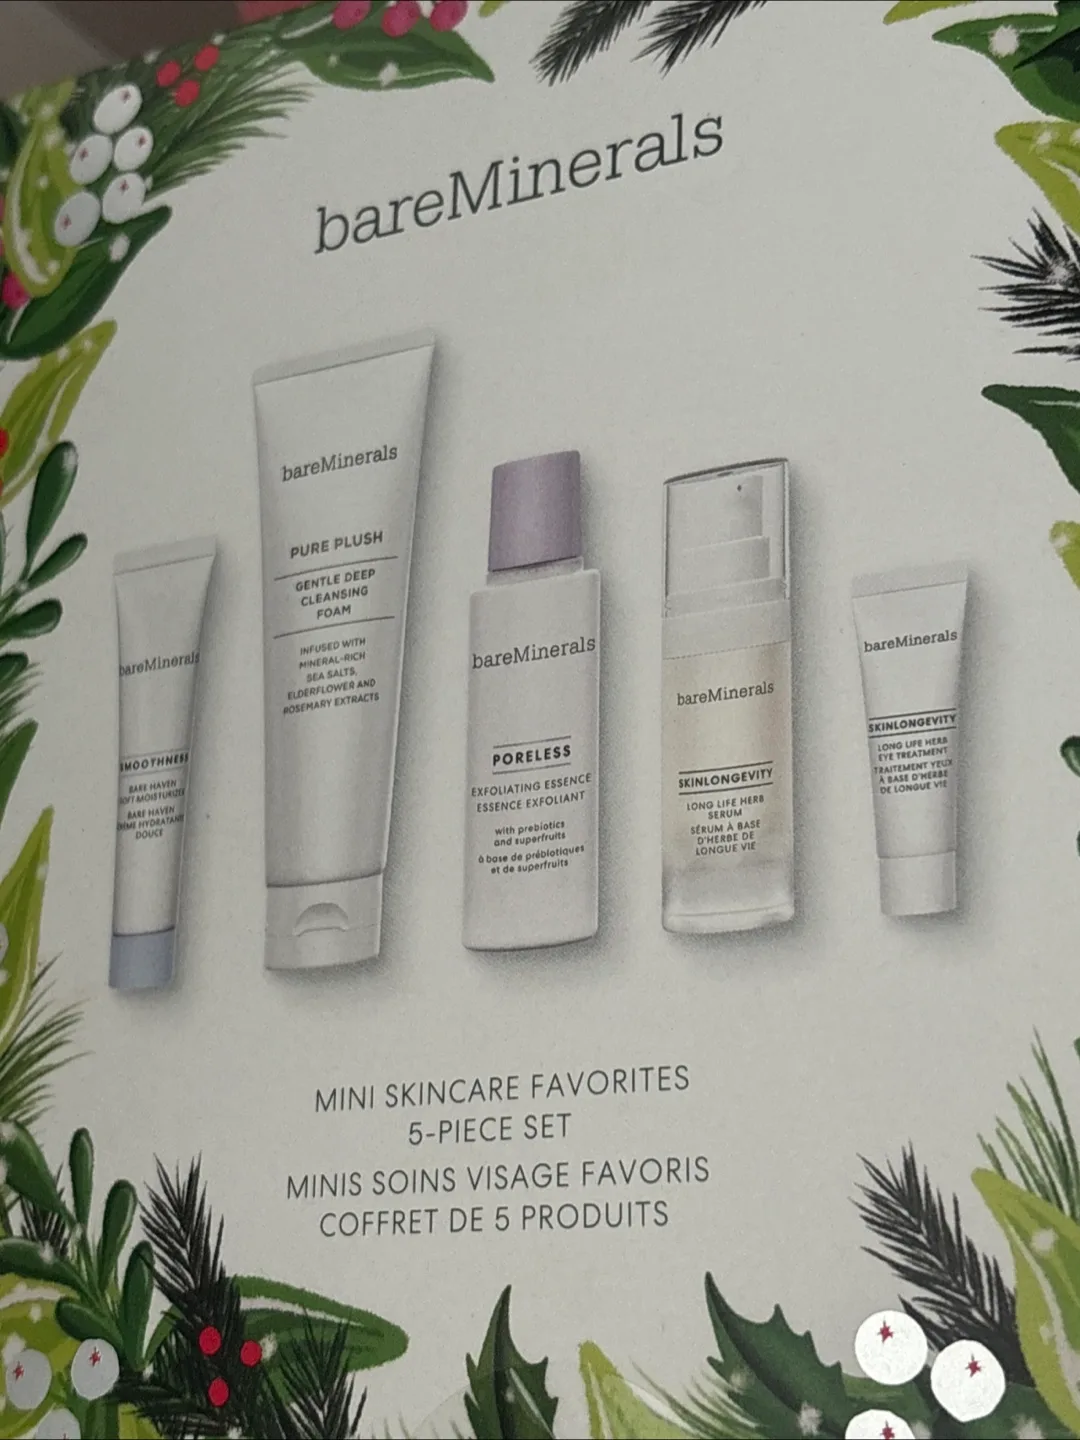 bareMinerals
bareMinerals
SMOOTHNESS
BARE HAVEN
SOFT MOISTURIZER
BARE HAVEN
CRÈME HYDRATANTE
DOUCE
bareMinerals
PURE PLUSH
GENTLE DEEP
CLEANSING
FOAM
INFUSED WITH
MINERAL-RICH
SEA SALTS,
ELDERFLOWER AND
ROSEMARY EXTRACTS
bareMinerals
PORELESS
EXFOLIATING ESSENCE
ESSENCE EXFOLIANT
with prebiotics
and superfruits
à base de prébiotiques
et de superfruits
bareMinerals
SKINLONGEVITY
LONG LIFE HERB
SERUM
SÉRUM À BASE
D'HERBE DE
LONGUE VIE
bareMinerals
SKINLONGEVITY
LONG LIFE HERB
EYE TREATMENT
TRAITEMENT YEUX
À BASE D'HERBE
DE LONGUE VIE
MINI SKINCARE FAVORITES
5-PIECE SET
MINIS SOINS VISAGE FAVORIS
COFFRET DE 5 PRODUITS